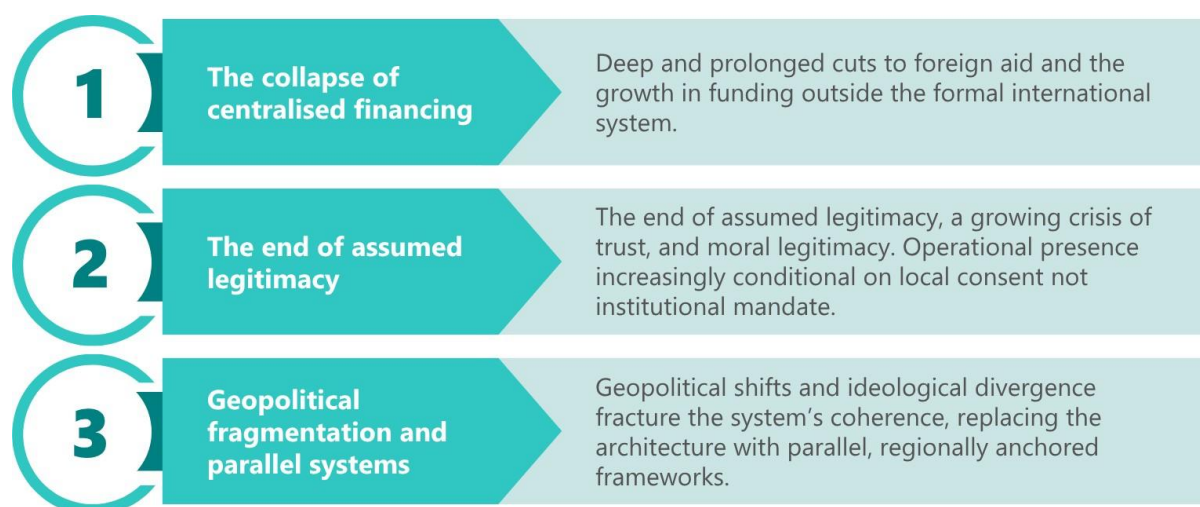 1
The collapse of
centralised financing
Deep and prolonged cuts to foreign aid and the
growth in funding outside the formal international
system.
2
The end of assumed
legitimacy
The end of assumed legitimacy, a growing crisis of
trust, and moral legitimacy. Operational presence
increasingly conditional on local consent not
institutional mandate.
3
Geopolitical
fragmentation and
parallel systems
Geopolitical shifts and ideological divergence
fracture the system’s coherence, replacing the
architecture with parallel, regionally anchored
frameworks.